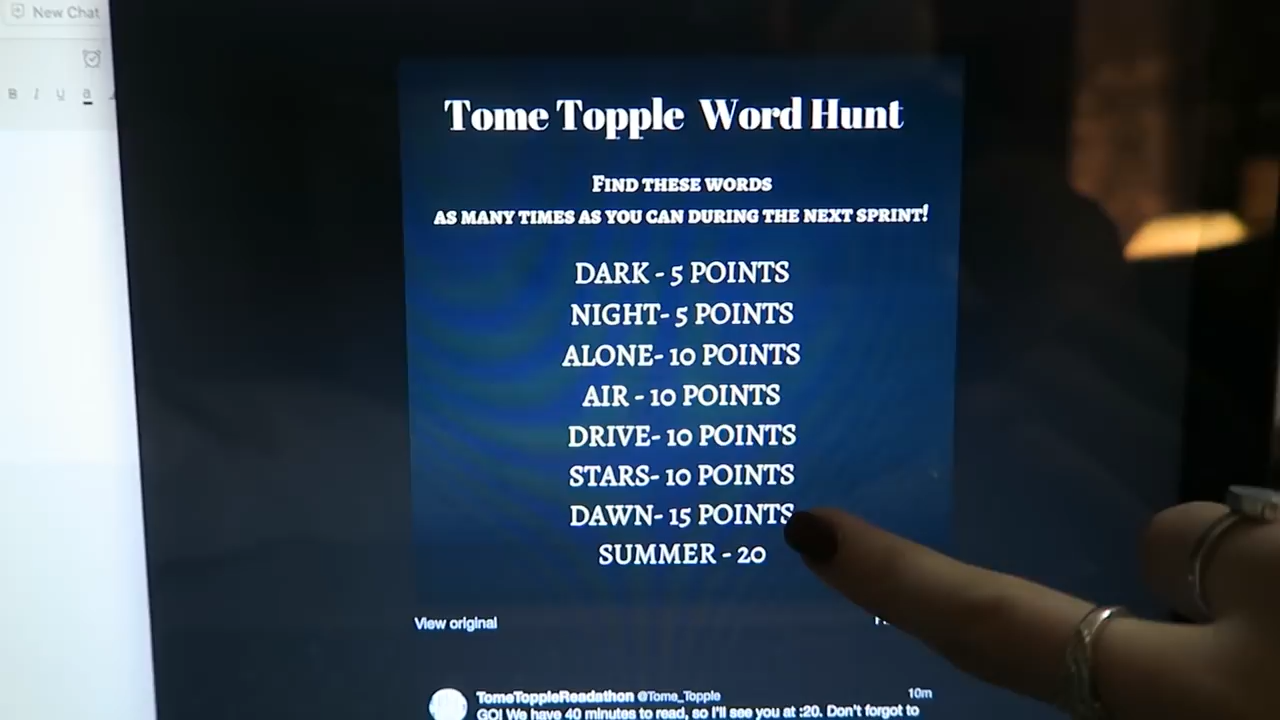 New Chat
B I U a
Tome Topple Word Hunt
FIND THESE WORDS
AS MANY TIMES AS YOU CAN DURING THE NEXT SPRINT!
DARK - 5 POINTS
NIGHT- 5 POINTS
ALONE- 10 POINTS
AIR - 10 POINTS
DRIVE- 10 POINTS
STARS- 10 POINTS
DAWN- 15 POINTS
SUMMER - 20
View original
TomeToppleReadathon @Tome_Topple 10m
GO! We have 40 minutes to read, so I'll see you at :20. Don't forget to